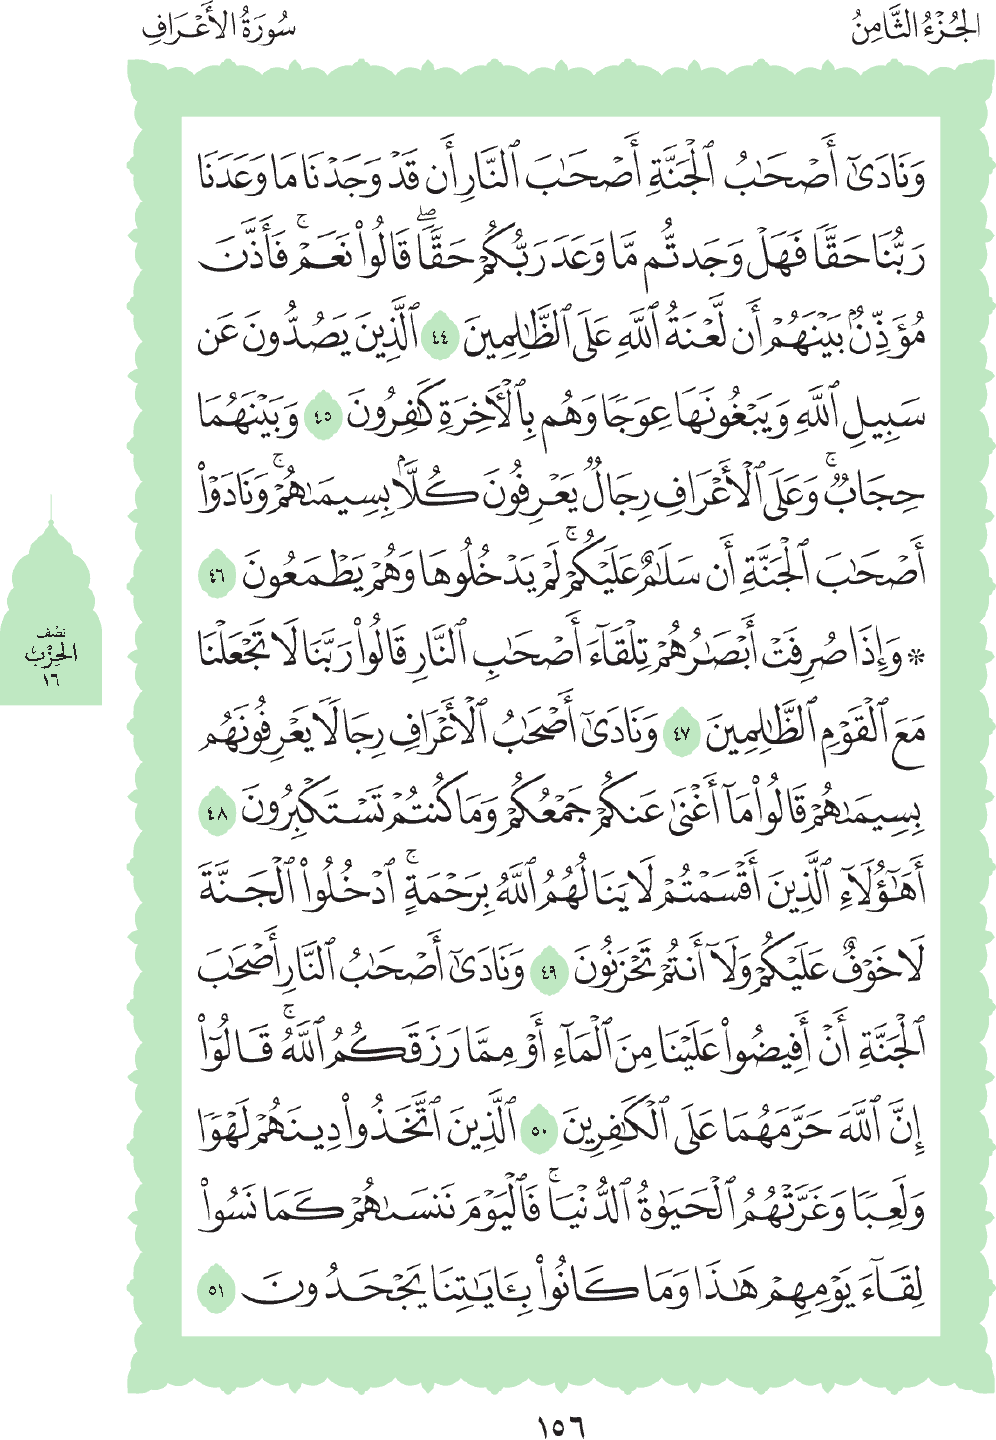 الجُزْءُ الثَّامِنُ
سُورَةُ الأَعْرَافِ
وَنَادَىٰٓ أَصْحَٰبُ ٱلْجَنَّةِ أَصْحَٰبَ ٱلنَّارِ أَن قَدْ وَجَدْنَا مَا وَعَدَنَا
رَبُّنَا حَقًّا فَهَلْ وَجَدتُّم مَّا وَعَدَ رَبُّكُمْ حَقًّا ۖ قَالُوا۟ نَعَمْ ۚ فَأَذَّنَ
مُؤَذِّنٌۢ بَيْنَهُمْ أَن لَّعْنَةُ ٱللَّهِ عَلَى ٱلظَّٰلِمِينَ ٤٤ ٱلَّذِينَ يَصُدُّونَ عَن
سَبِيلِ ٱللَّهِ وَيَبْغُونَهَا عِوَجًا وَهُم بِٱلْءَاخِرَةِ كَٰفِرُونَ ٤٥ وَبَيْنَهُمَا
حِجَابٌ ۚ وَعَلَى ٱلْأَعْرَافِ رِجَالٌ يَعْرِفُونَ كُلًّۢا بِسِيمَىٰهُمْ ۚ وَنَادَوْا۟
أَصْحَٰبَ ٱلْجَنَّةِ أَن سَلَٰمٌ عَلَيْكُمْ ۚ لَمْ يَدْخُلُوهَا وَهُمْ يَطْمَعُونَ ٤٦
* وَإِذَا صُرِفَتْ أَبْصَٰرُهُمْ تِلْقَآءَ أَصْحَٰبِ ٱلنَّارِ قَالُوا۟ رَبَّنَا لَا تَجْعَلْنَا
مَعَ ٱلْقَوْمِ ٱلظَّٰلِمِينَ ٤٧ وَنَادَىٰٓ أَصْحَٰبُ ٱلْأَعْرَافِ رِجَالًا يَعْرِفُونَهُم
بِسِيمَىٰهُمْ قَالُوا۟ مَآ أَغْنَىٰ عَنكُمْ جَمْعُكُمْ وَمَا كُنتُمْ تَسْتَكْبِرُونَ ٤٨
أَهَٰٓؤُلَآءِ ٱلَّذِينَ أَقْسَمْتُمْ لَا يَنَالُهُمُ ٱللَّهُ بِرَحْمَةٍ ۚ ٱدْخُلُوا۟ ٱلْجَنَّةَ
لَا خَوْفٌ عَلَيْكُمْ وَلَآ أَنتُمْ تَحْزَنُونَ ٤٩ وَنَادَىٰٓ أَصْحَٰبُ ٱلنَّارِ أَصْحَٰبَ
ٱلْجَنَّةِ أَنْ أَفِيضُوا۟ عَلَيْنَا مِنَ ٱلْمَآءِ أَوْ مِمَّا رَزَقَكُمُ ٱللَّهُ ۚ قَالُوٓا۟
إِنَّ ٱللَّهَ حَرَّمَهُمَا عَلَى ٱلْكَٰفِرِينَ ٥٠ ٱلَّذِينَ ٱتَّخَذُوا۟ دِينَهُمْ لَهْوًا
وَلَعِبًا وَغَرَّتْهُمُ ٱلْحَيَوٰةُ ٱلدُّنْيَا ۚ فَٱلْيَوْمَ نَنسَىٰهُمْ كَمَا نَسُوا۟
لِقَآءَ يَوْمِهِمْ هَٰذَا وَمَا كَانُوا۟ بِـَٔايَٰتِنَا يَجْحَدُونَ ٥١
نصف
الحزب
١٦
١٥٦